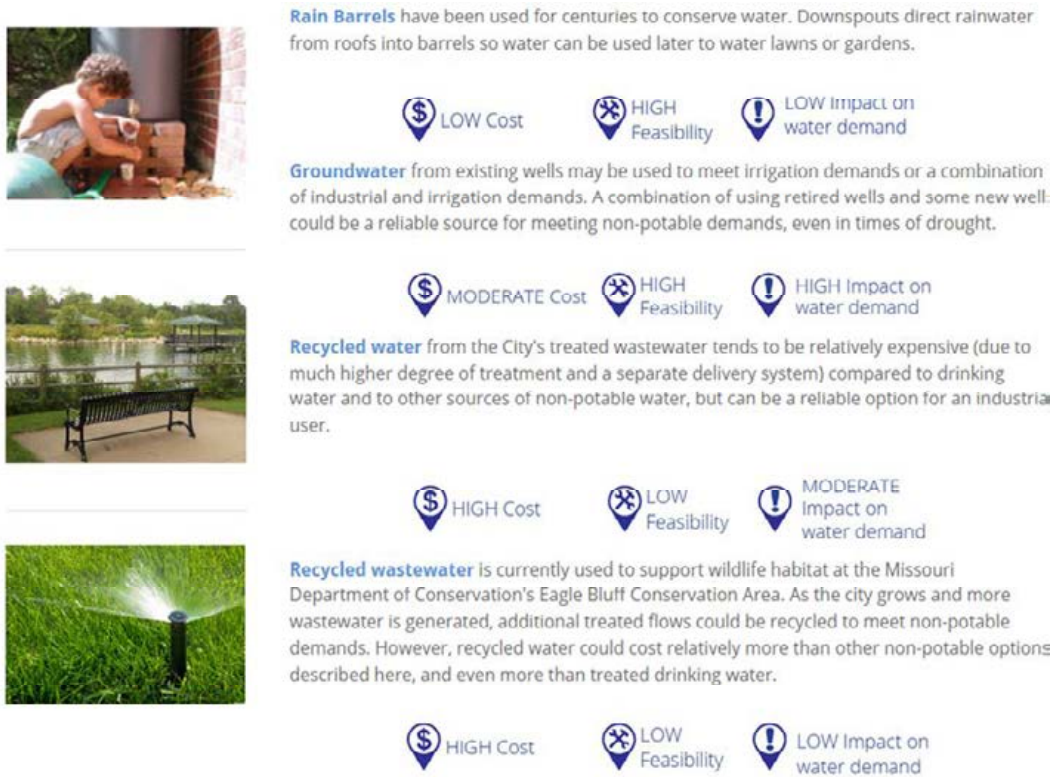 Rain Barrels have been used for centuries to conserve water. Downspouts direct rainwater
from roofs into barrels so water can be used later to water lawns or gardens.
$ LOW Cost
HIGH
Feasibility
! LOW Impact on
water demand
Groundwater from existing wells may be used to meet irrigation demands or a combination
of industrial and irrigation demands. A combination of using retired wells and some new well
could be a reliable source for meeting non-potable demands, even in times of drought.
$ MODERATE Cost
HIGH
Feasibility
! HIGH Impact on
water demand
Recycled water from the City's treated wastewater tends to be relatively expensive (due to
much higher degree of treatment and a separate delivery system) compared to drinking
water and to other sources of non-potable water, but can be a reliable option for an industria
user.
$ HIGH Cost
LOW
Feasibility
! MODERATE
Impact on
water demand
Recycled wastewater is currently used to support wildlife habitat at the Missouri
Department of Conservation's Eagle Bluff Conservation Area. As the city grows and more
wastewater is generated, additional treated flows could be recycled to meet non-potable
demands. However, recycled water could cost relatively more than other non-potable options
described here, and even more than treated drinking water.
$ HIGH Cost
LOW
Feasibility
! LOW Impact on
water demand